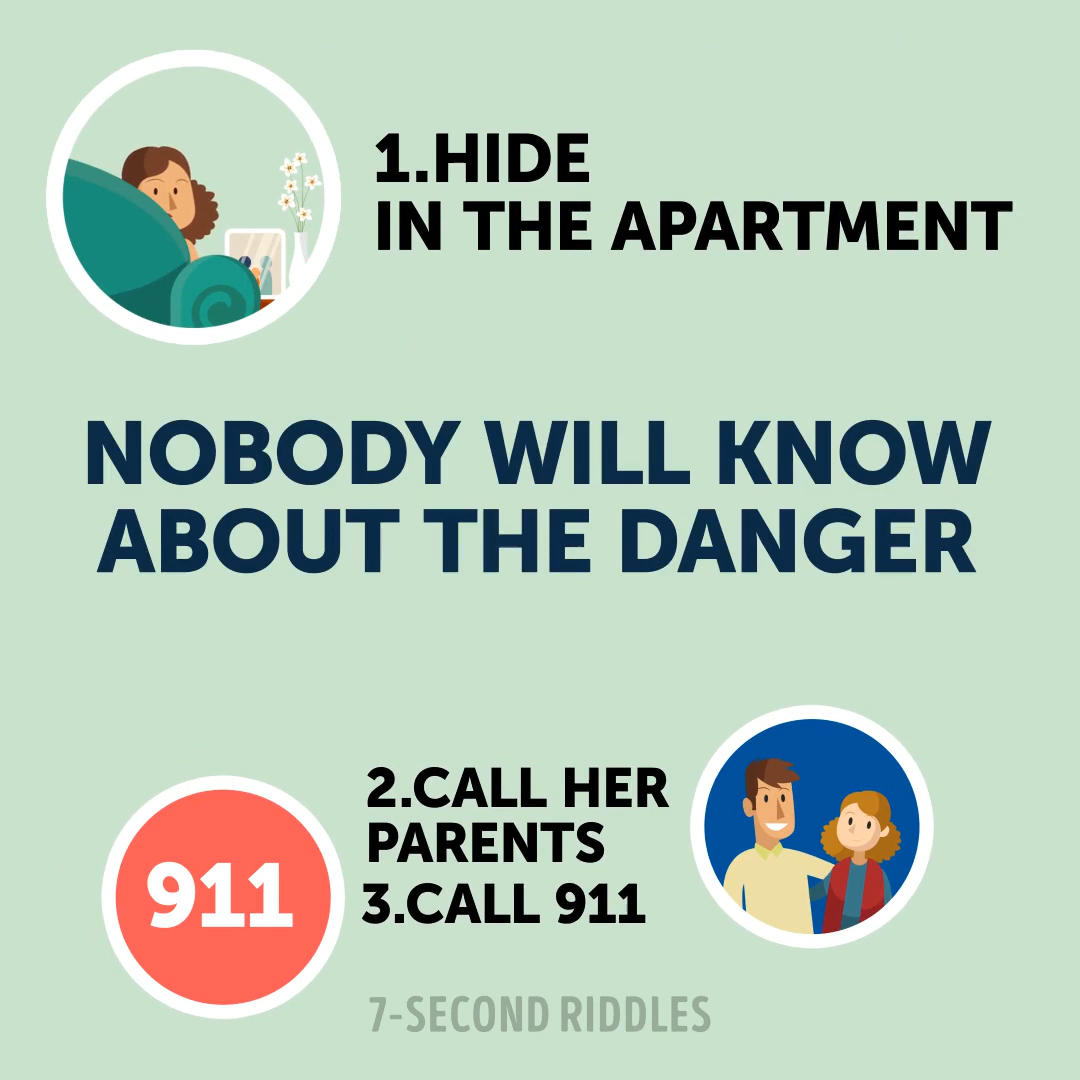 1.HIDE
IN THE APARTMENT
NOBODY WILL KNOW
ABOUT THE DANGER
2.CALL HER
PARENTS
3.CALL 911
911
7-SECOND RIDDLES